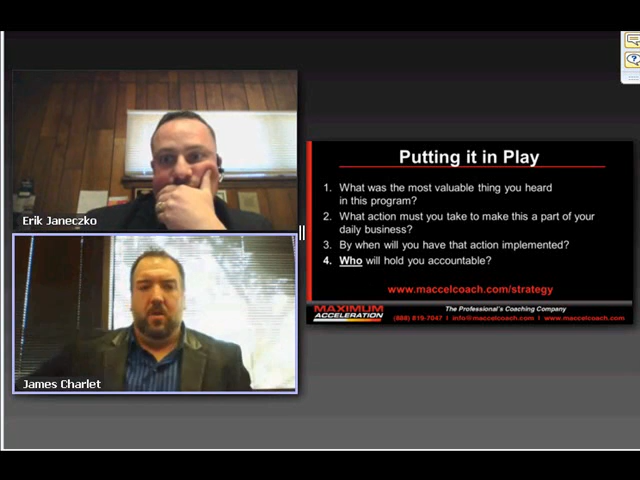 Erik Janeczko
James Charlet
Putting it in Play
1. What was the most valuable thing you heard
in this program?
2. What action must you take to make this a part of your
daily business?
3. By when will you have that action implemented?
4. Who will hold you accountable?
www.maccelcoach.com/strategy
MAXIMUM
ACCELERATION
The Professional's Coaching Company
(888) 819-7047 I info@maccelcoach.com I www.maccelcoach.com